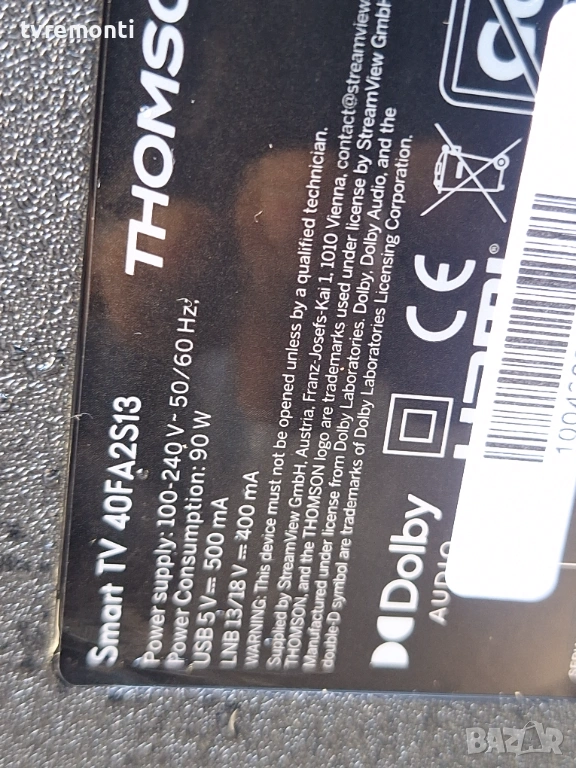 tvremonti
THOMSO
Smart TV 40FA2S13
Power supply: 100-240 V~ 50/60 Hz,
Power Consumption: 90 W
USB 5 V⎓ 500 mA
LNB 13/18 V⎓ 400 mA
WARNING: This device must not be opened unless by a qualified technician.
Supplied by StreamView GmbH, Austria, Franz-Josefs-Kai 1, 1010 Vienna, contact@streamview
THOMSON, and the THOMSON logo are trademarks used under license by StreamView GmbH
Manufactured under license from Dolby Laboratories. Dolby, Dolby Audio, and the
double-D symbol are trademarks of Dolby Laboratories Licensing Corporation.
Dolby
AUDIO
CE
BAZAR